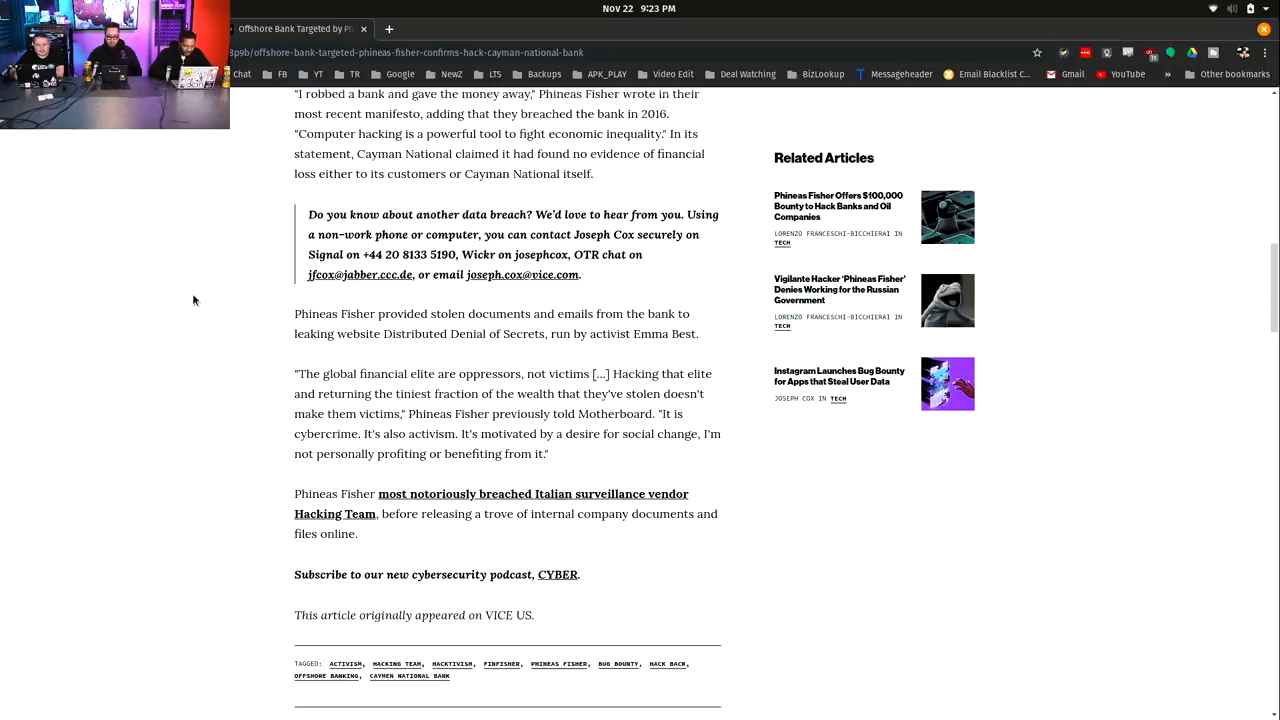 Nov 22 9:23 PM
Offshore Bank Targeted by Ph
8p9b/offshore-bank-targeted-phineas-fisher-confirms-hack-cayman-national-bank
Chat
FB
YT
TR
Google
News
LTS
Backups
APK
Debian
BizLookup
MessengerRadar
Email Blacklist C...
Gmail
YouTube
Other bookmarks
"I robbed a bank and gave the money away," Phineas Fisher wrote in their
most recent manifesto, adding that they breached the bank in 2016.
"Computer hacking is a powerful tool to fight economic inequality." In its
statement, Cayman National claimed it had found no evidence of financial
loss either to its customers or Cayman National itself.
Do you know about another data breach? We'd love to hear from you. Using
a non-work phone or computer, you can contact Joseph Cox securely on
Signal on +44 20 8133 5190, Wickr on josephcox, OTR chat on
jfcox@jabber.ccc.de, or email joseph.cox@vice.com.
Phineas Fisher provided stolen documents and emails from the bank to
leaking website Distributed Denial of Secrets, run by activist Emma Best.
"The global financial elite are oppressors, not victims [...] Hacking that elite
and returning the tiniest fraction of the wealth that they've stolen doesn't
make them victims," Phineas Fisher previously told Motherboard. "It is
cybercrime. It's also activism. It's motivated by a desire for social change, I'm
not personally profiting or benefiting from it."
Phineas Fisher most notoriously breached Italian surveillance vendor
Hacking Team, before releasing a trove of internal company documents and
files online.
Subscribe to our new cybersecurity podcast, CYBER.
This article originally appeared on VICE US.
TAGGED: ACTIVISM, HACKING TEAM, HACKTIVISM, FINFISHER, PHINEAS FISHER, BUG BOUNTY, HACK BACK,
OFFSHORE BANKING, CAYMEN NATIONAL BANK
Related Articles
Phineas Fisher Offers $100,000
Bounty to Hack Banks and Oil
Companies
LORENZO FRANCESCHI-BICCHIERAI IN
TECH
Vigilante Hacker 'Phineas Fisher'
Denies Working for the Russian
Government
LORENZO FRANCESCHI-BICCHIERAI IN
TECH
Instagram Launches Bug Bounty
for Apps that Steal User Data
JOSEPH COX IN TECH